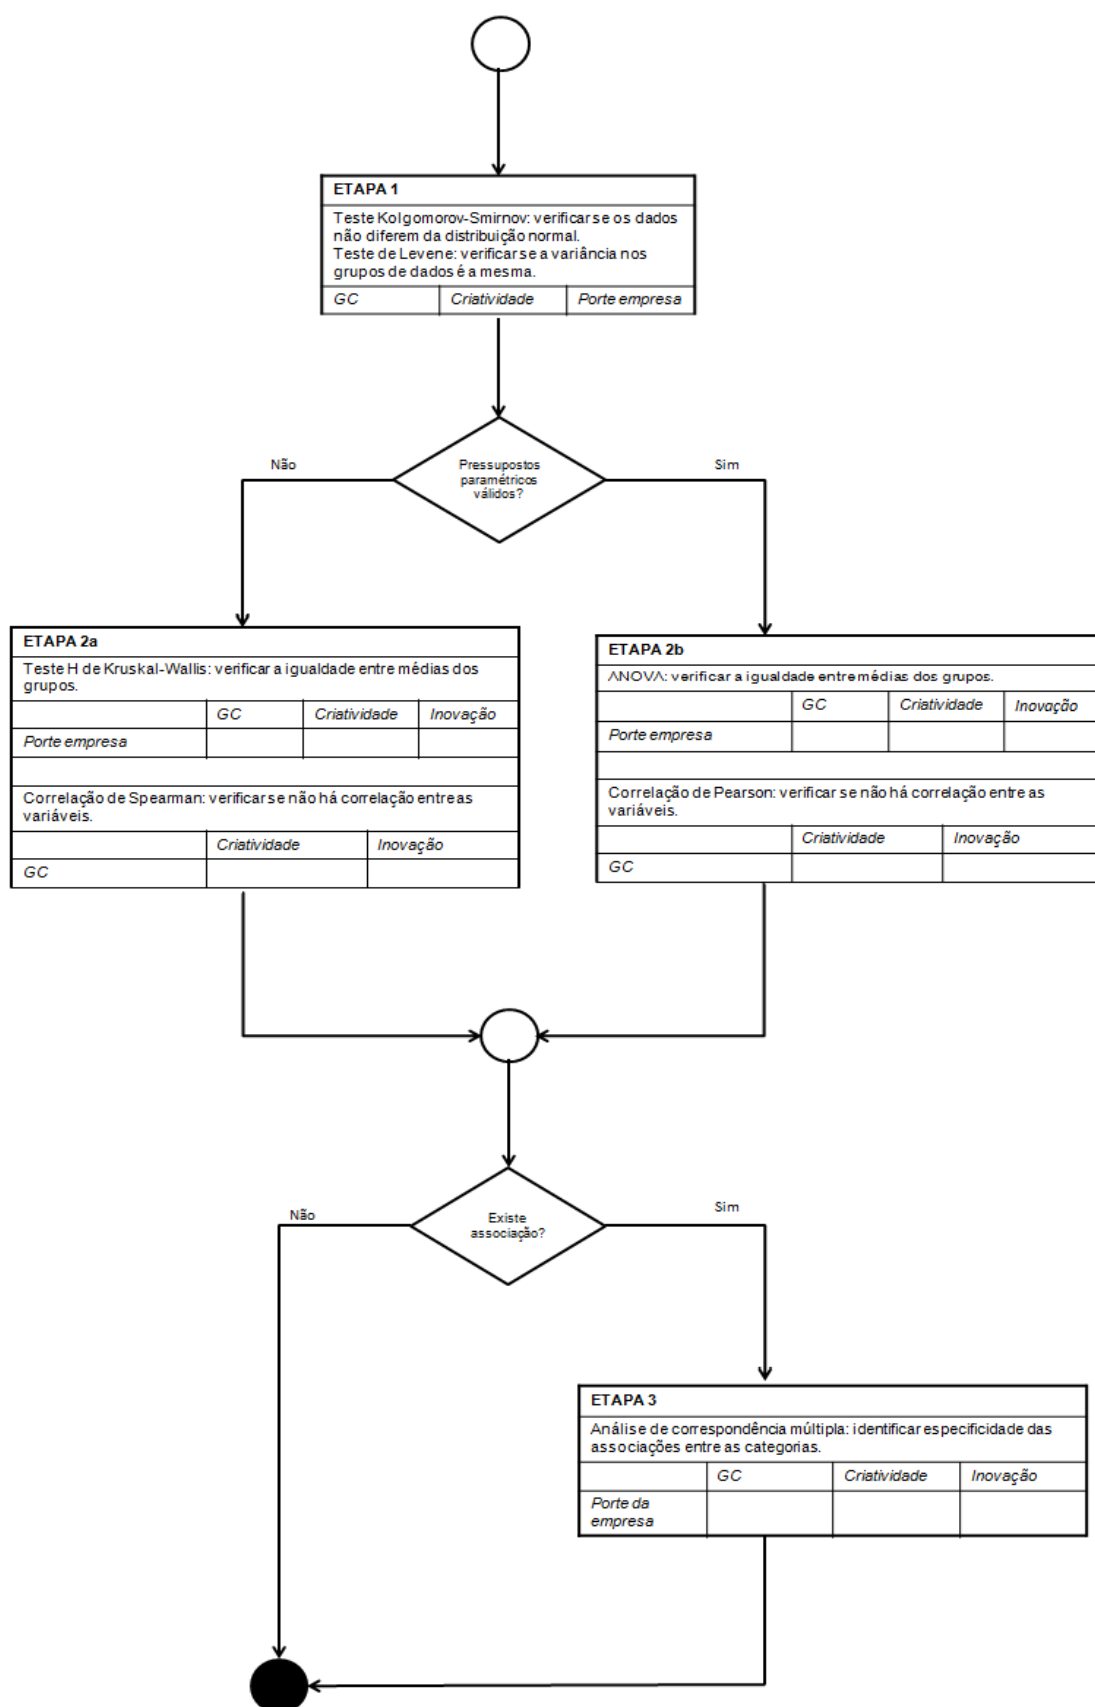 ETAPA 1
Teste Kolgomorov-Smirnov: verificar se os dados
não diferem da distribuição normal.
Teste de Levene: verificar se a variância nos
grupos de dados é a mesma.
GC Criatividade Porte empresa
Pressupostos
paramétricos
válidos?
Não
Sim
ETAPA 2a
Teste H de Kruskal-Wallis: verificar a igualdade entre médias dos
grupos.
GC Criatividade Inovação
Porte empresa
Correlação de Spearman: verificar se não há correlação entre as
variáveis.
Criatividade Inovação
GC
ETAPA 2b
ANOVA: verificar a igualdade entre médias dos grupos.
GC Criatividade Inovação
Porte empresa
Correlação de Pearson: verificar se não há correlação entre as
variáveis.
Criatividade Inovação
GC
Existe
associação?
Não
Sim
ETAPA 3
Análise de correspondência múltipla: identificar especificidade das
associações entre as categorias.
GC Criatividade Inovação
Porte da
empresa